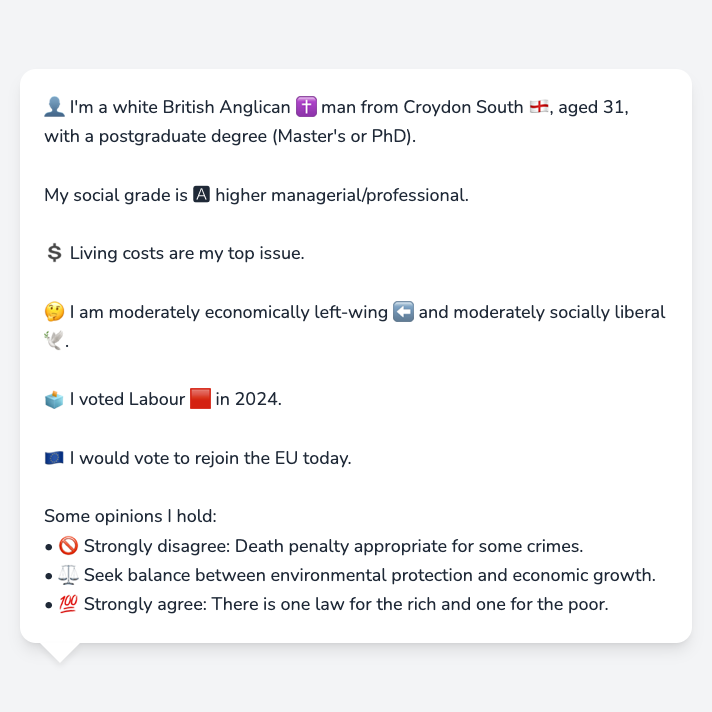 👤 I'm a white British Anglican ✝️ man from Croydon South 🏴󠁧󠁢󠁥󠁮󠁧󠁿, aged 31,
with a postgraduate degree (Master's or PhD).
My social grade is 🅰 higher managerial/professional.
💲 Living costs are my top issue.
🤔 I am moderately economically left-wing ⬅️ and moderately socially liberal
🕊️.
🗳️ I voted Labour 🟥 in 2024.
🇪🇺 I would vote to rejoin the EU today.
Some opinions I hold:
• 🚫 Strongly disagree: Death penalty appropriate for some crimes.
• ⚖️ Seek balance between environmental protection and economic growth.
• 💯 Strongly agree: There is one law for the rich and one for the poor.